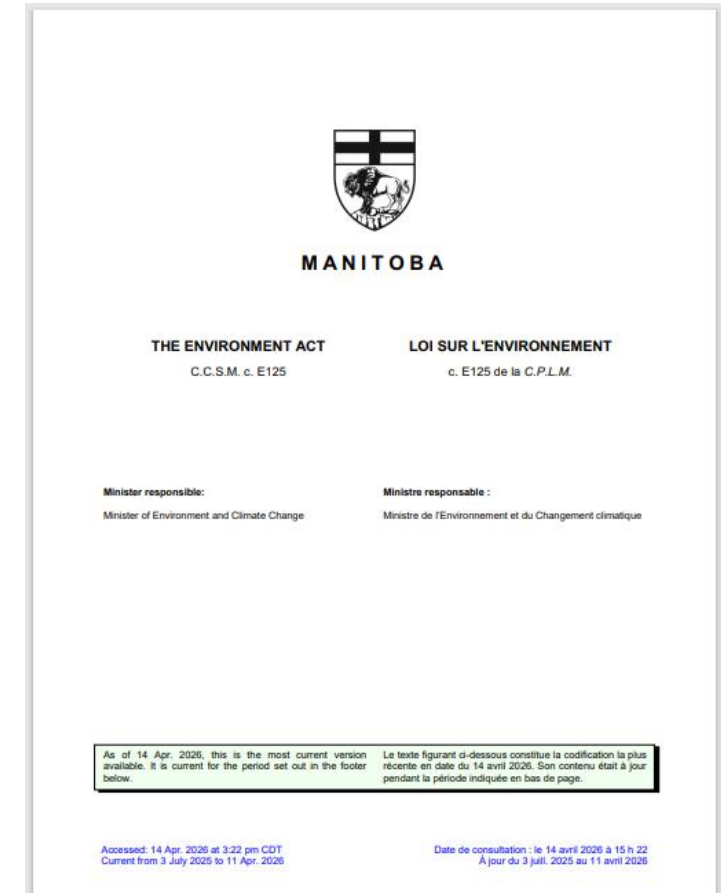 MANITOBA
THE ENVIRONMENT ACT
C.C.S.M. c. E125
LOI SUR L'ENVIRONNEMENT
c. E125 de la C.P.L.M.
Minister responsible:
Minister of Environment and Climate Change
Ministre responsable :
Ministre de l'Environnement et du Changement climatique
As of 14 Apr. 2026, this is the most current version
available. It is current for the period set out in the footer
below.
Le texte figurant ci-dessous constitue la codification la plus
récente en date du 14 avril 2026. Son contenu était à jour
pendant la période indiquée en bas de page.
Accessed: 14 Apr. 2026 at 3:22 pm CDT
Current from 3 July 2025 to 11 Apr. 2026
Date de consultation : le 14 avril 2026 à 15 h 22
À jour du 3 juill. 2025 au 11 avril 2026